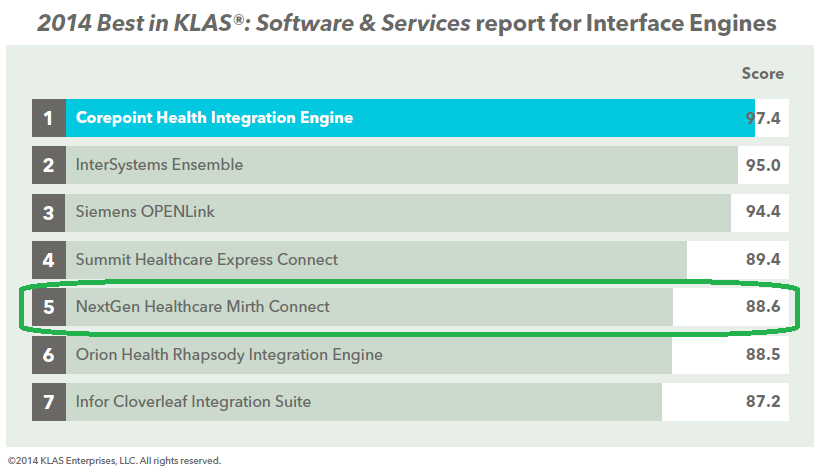 2014 Best in KLAS®: Software & Services report for Interface Engines
Score
1 Corepoint Health Integration Engine 97.4
2 InterSystems Ensemble 95.0
3 Siemens OPENLink 94.4
4 Summit Healthcare Express Connect 89.4
5 NextGen Healthcare Mirth Connect 88.6
6 Orion Health Rhapsody Integration Engine 88.5
7 Infor Cloverleaf Integration Suite 87.2
©2014 KLAS Enterprises, LLC. All rights reserved.